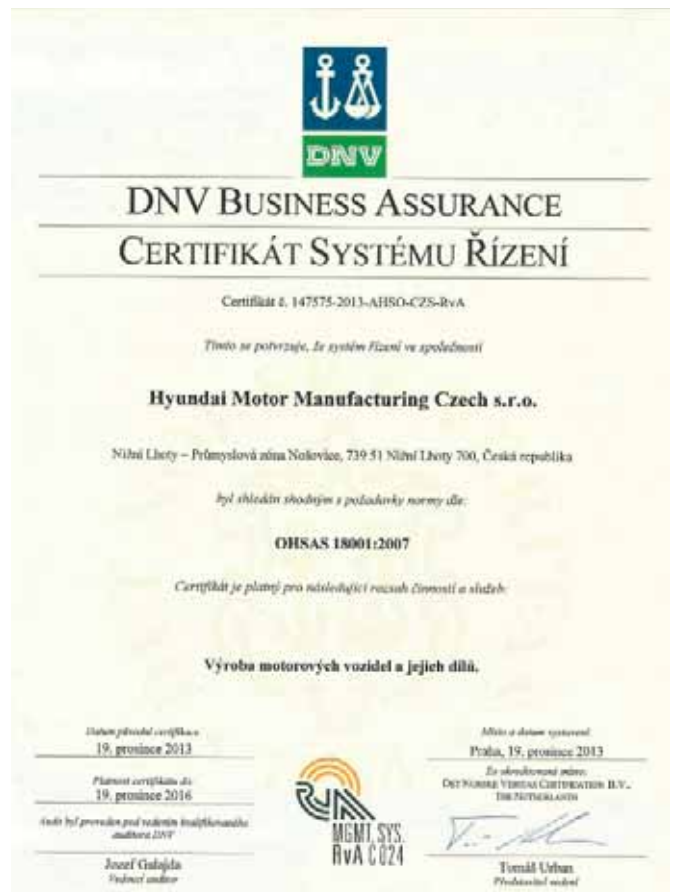 DNV
DNV BUSINESS ASSURANCE
CERTIFIKÁT SYSTÉMU ŘÍZENÍ
Certifikát č. 147575-2013-AHSO-CZS-RvA
Tímto se potvrzuje, že systém řízení ve společnosti
Hyundai Motor Manufacturing Czech s.r.o.
Nižní Lhoty – Průmyslová zóna Nošovice, 739 51 Nižní Lhoty 700, Česká republika
byl shledán shodným s požadavky normy dle:
OHSAS 18001:2007
Certifikát je platný pro následující rozsah činností a služeb:
Výroba motorových vozidel a jejich dílů.
Datum původní certifikace
19. prosince 2013
Platnost certifikátu do:
19. prosince 2016
Audit byl proveden pod vedením kvalifikovaného
auditora DNV
Jozef Gulajda
Vedoucí auditor
RvA
MGMT. SYS.
RvA C 024
Místo a datum vystavení
Praha, 19. prosince 2013
Za akreditované místo:
DET NORSKE VERITAS CERTIFICATION B.V.,
THE NETHERLANDS
Tomáš Urban
Představitel vedení